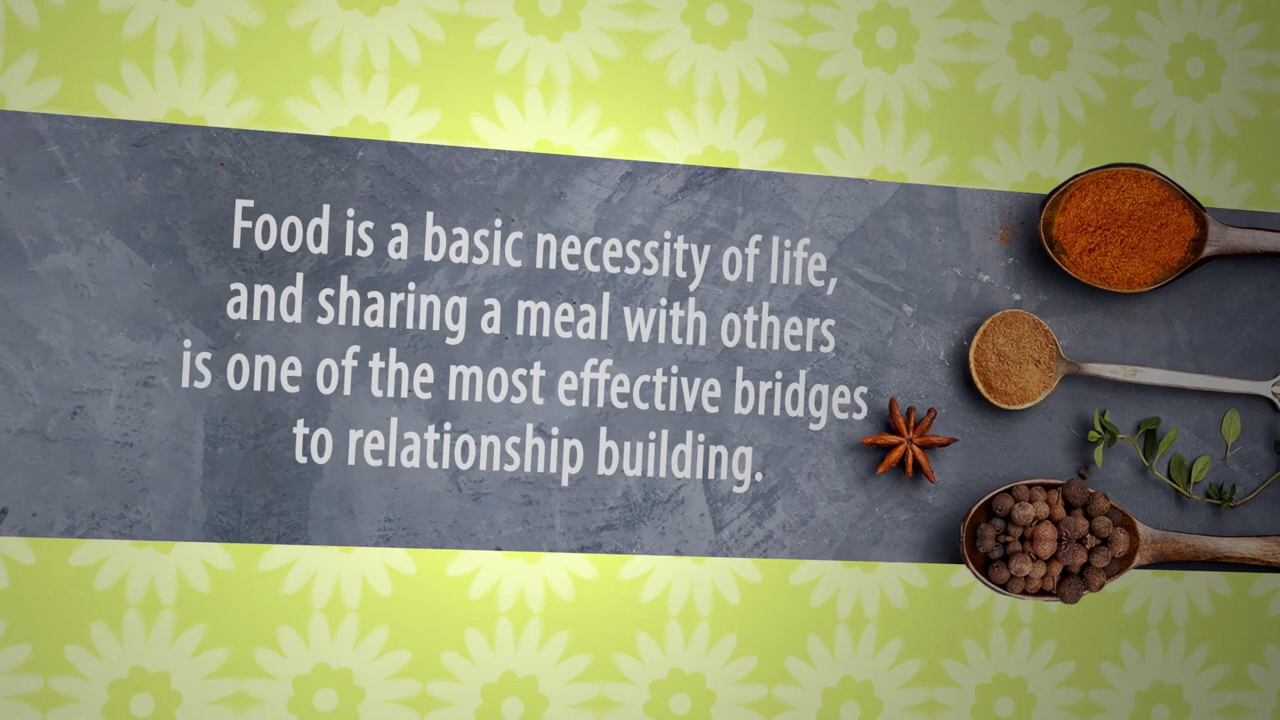 Food is a basic necessity of life,
and sharing a meal with others
is one of the most effective bridges
to relationship building.